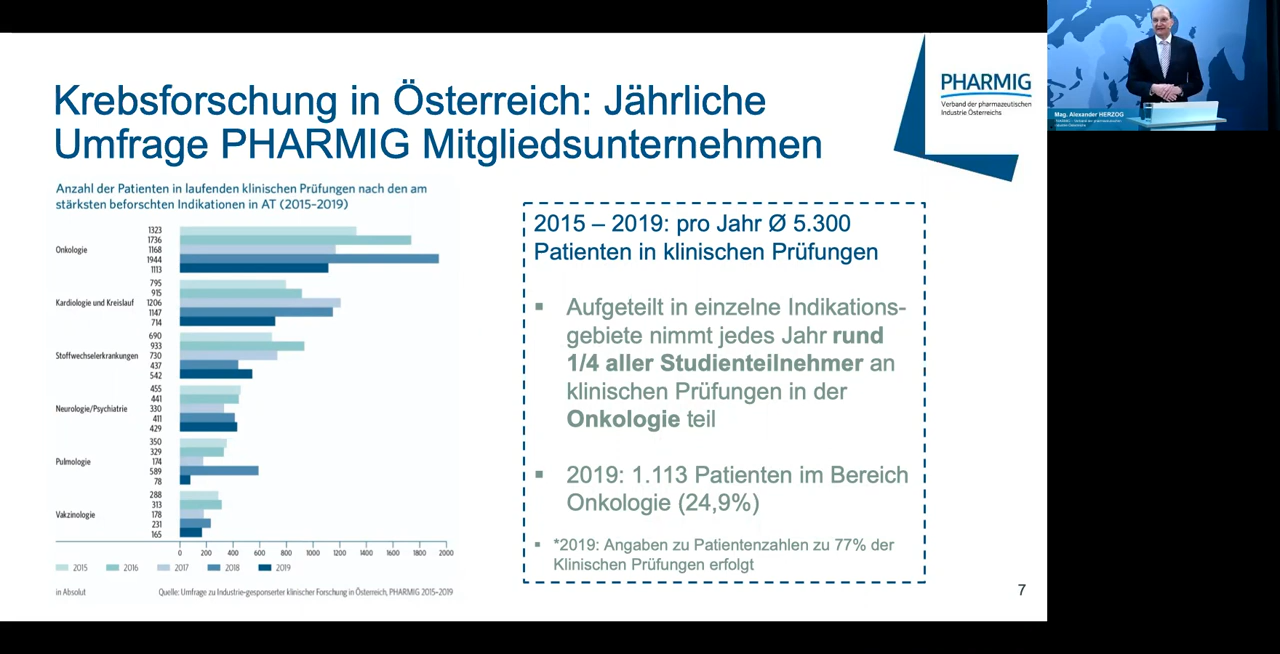 Krebsforschung in Österreich: Jährliche
Umfrage PHARMIG Mitgliedsunternehmen
PHARMIG
Verband der pharmazeutischen
Industrie Österreichs
Mag. Alexander HERZOG
Anzahl der Patienten in laufenden klinischen Prüfungen nach den am
stärksten beforschten Indikationen in AT (2015–2019)
Onkologie
1323
1736
1168
1944
1113
Kardiologie und Kreislauf
795
915
1206
1147
714
Stoffwechselerkrankungen
690
933
730
437
542
Neurologie/Psychiatrie
455
441
330
411
429
Pulmologie
350
329
174
589
78
Vakzinologie
288
313
178
231
165
0 200 400 600 800 1000 1200 1400 1600 1800 2000
2015 2016 2017 2018 2019
in Absolut
Quelle: Umfrage zu Industrie-gesponserter klinischer Forschung in Österreich, PHARMIG 2015–2019
2015 – 2019: pro Jahr Ø 5.300
Patienten in klinischen Prüfungen
▪ Aufgeteilt in einzelne Indikations-
gebiete nimmt jedes Jahr rund
1/4 aller Studienteilnehmer an
klinischen Prüfungen in der
Onkologie teil
▪ 2019: 1.113 Patienten im Bereich
Onkologie (24,9%)
▪ *2019: Angaben zu Patientenzahlen zu 77% der
Klinischen Prüfungen erfolgt
7